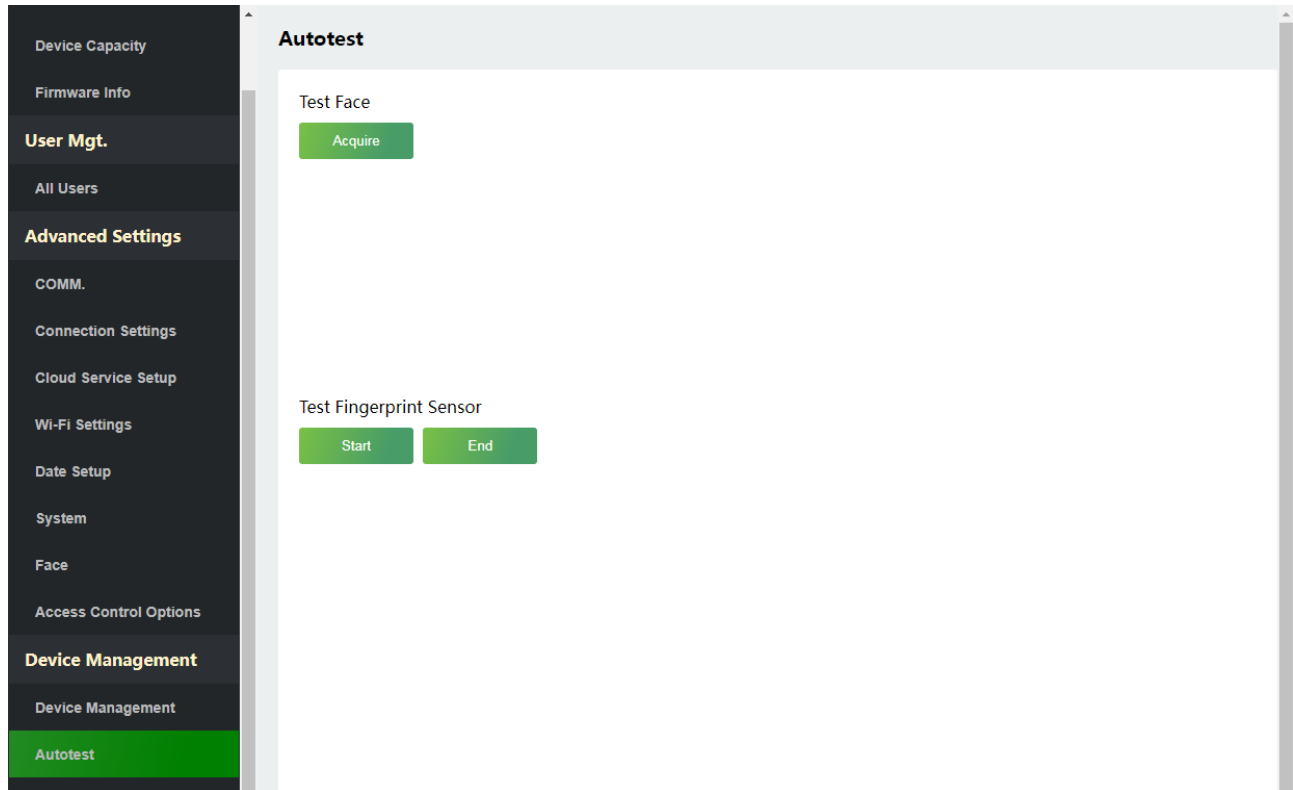 Device Capacity
Firmware Info
User Mgt.
All Users
Advanced Settings
COMM.
Connection Settings
Cloud Service Setup
Wi-Fi Settings
Date Setup
System
Face
Access Control Options
Device Management
Device Management
Autotest
Autotest
Test Face
Acquire
Test Fingerprint Sensor
Start End